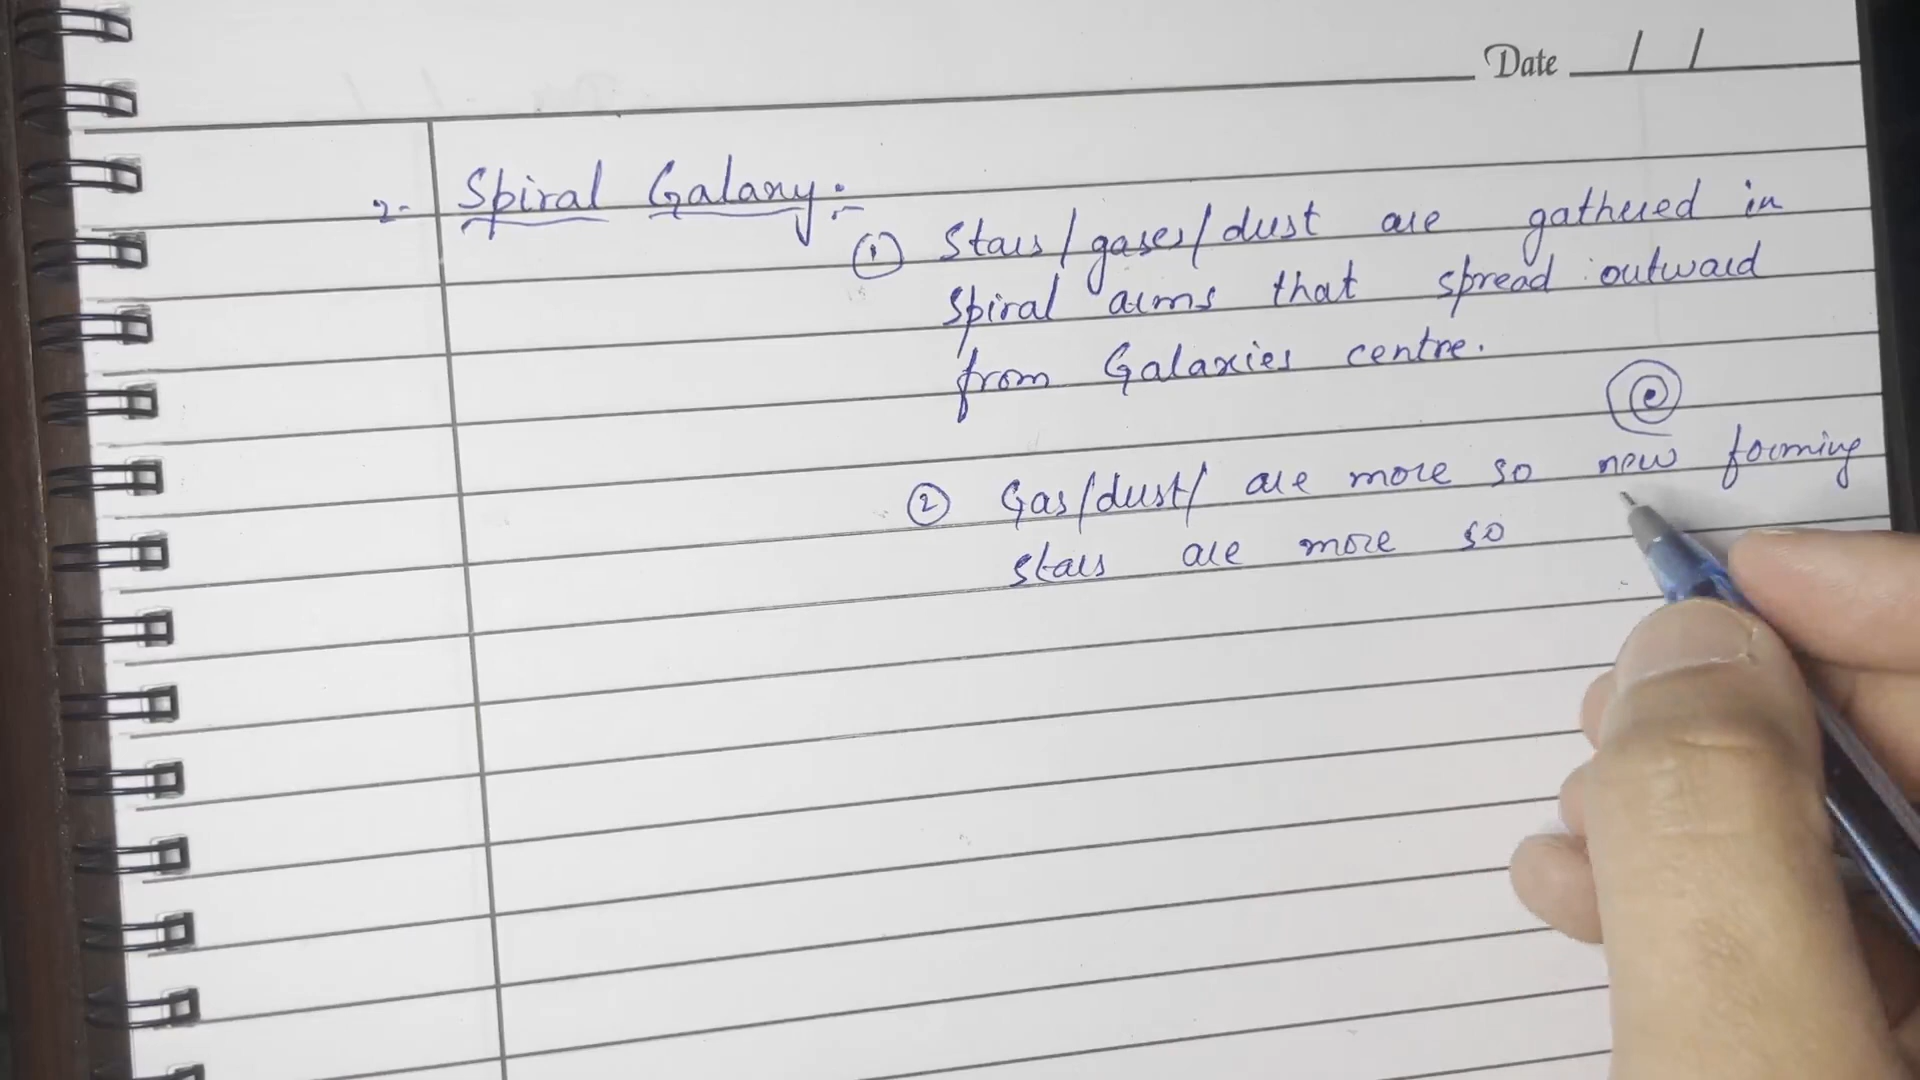 Date / /
2- Spiral Galaxy:-
① Stars/gases/dust are gathered in
spiral arms that spread outward
from Galaxies centre.
② Gas/dust/ are more so new forming
stars are more so